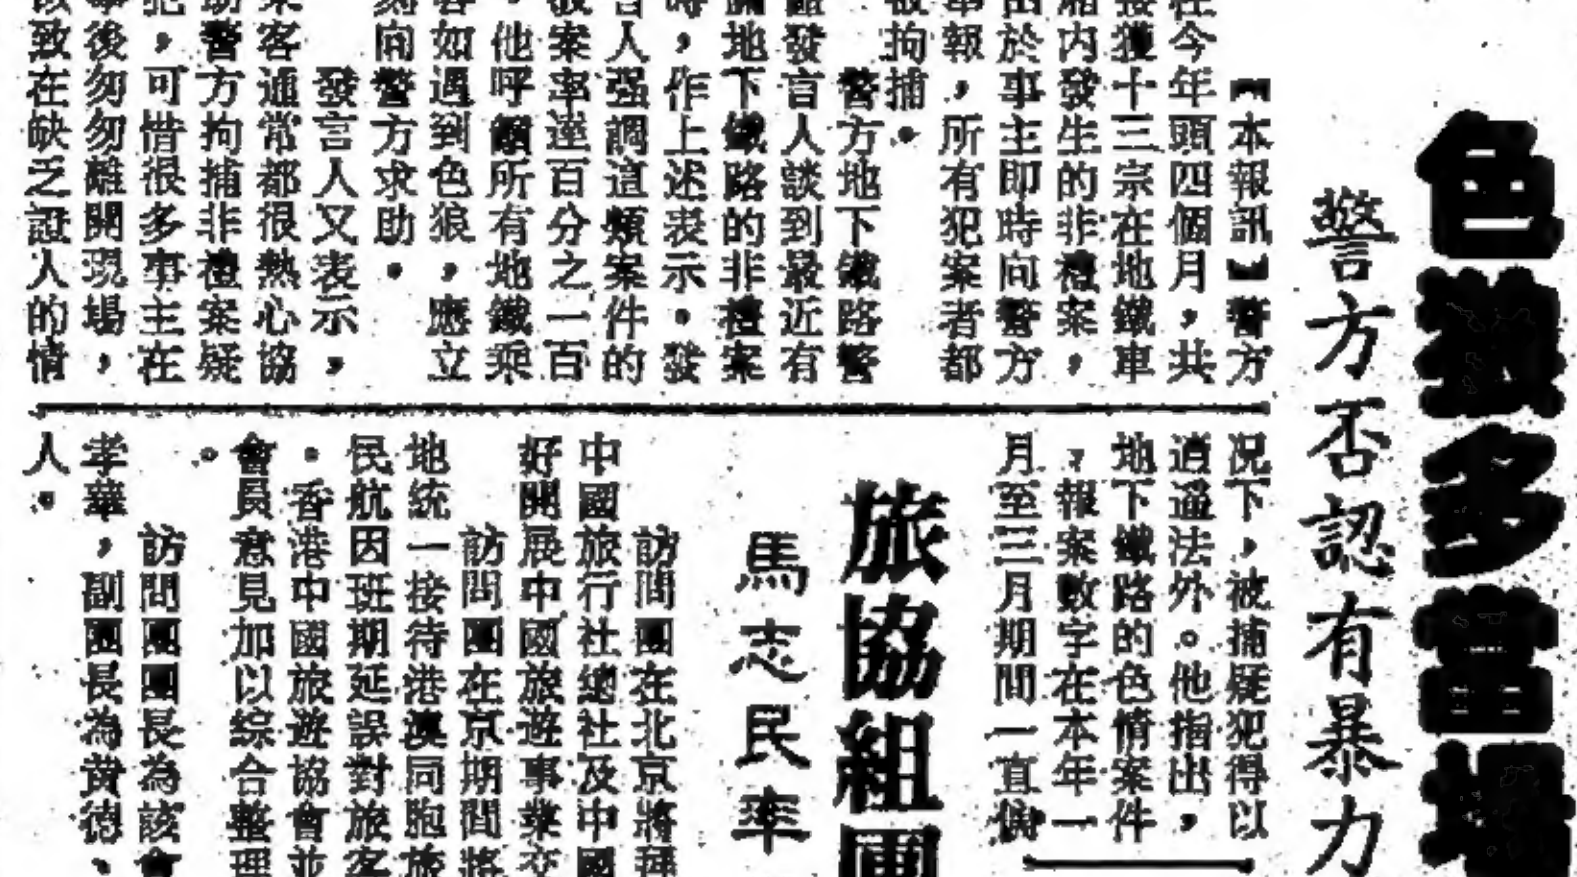 色狼多當場
警方否認有暴力
【本報訊】警方
在今年頭四個月，共
接獲十三宗在地鐵車
廂內發生的非禮案，
由於事主即時向警方
舉報，所有犯案者都
被拘捕。
警方地下鐵路警
區發言人談到最近有
關地下鐵路的非禮案
時，作上述表示。發
言人强調這類案件的
破案率達百分之一百
，他呼籲所有地鐵乘
客如遇到色狼，應立
刻向警方求助。
發言人又表示，
乘客通常都很熱心協
助警方拘捕非禮案疑
犯，可惜很多事主在
事後匆匆離開現場，
以致在缺乏證人的情
况下，被捕疑犯得以
逍遙法外。他指出，
地下鐵路的色情案件
，報案數字在本年一
月至三月期間一直偏
旅協組團
馬志民率
訪問團在北京將拜
中國旅行社總社及中國
好開展中國旅遊事業交
訪問團在京期間將
地統一接待港澳同胞旅
民航因班期延誤對旅客
。香港中國旅遊協會並
會員意見加以綜合整理
。
訪問團團長為該會
孝華，副團長為黄德、
人。